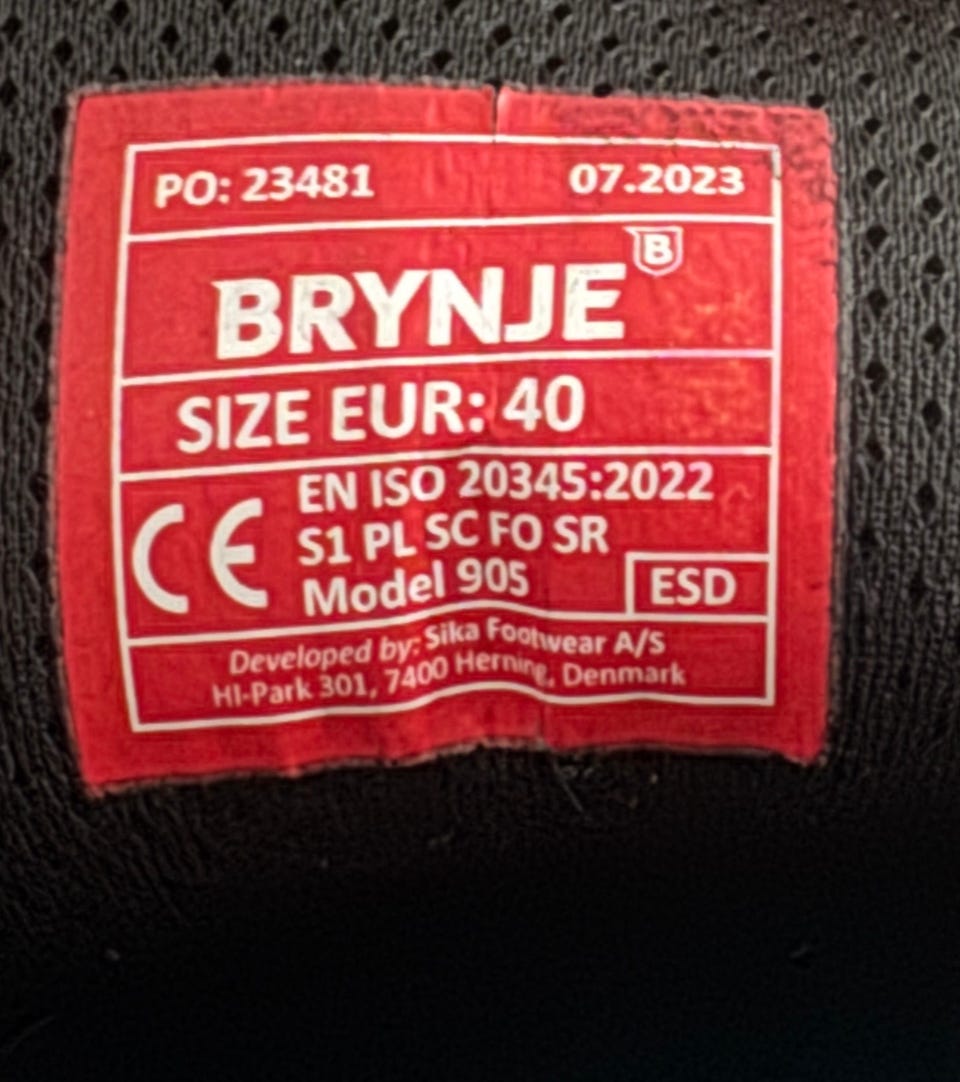 PO: 23481 07.2023
B
BRYNJE
SIZE EUR: 40
CE EN ISO 20345:2022
S1 PL SC FO SR
Model 905 ESD
Developed by: Sika Footwear A/S
HI-Park 301, 7400 Herning, Denmark